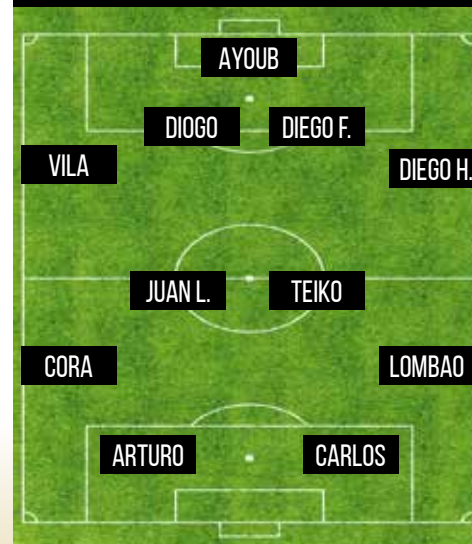 AYOUB
DIOGO
DIEGO F.
VILA
DIEGO H.
JUAN L.
TEIKO
CORA
LOMBAO
ARTURO
CARLOS